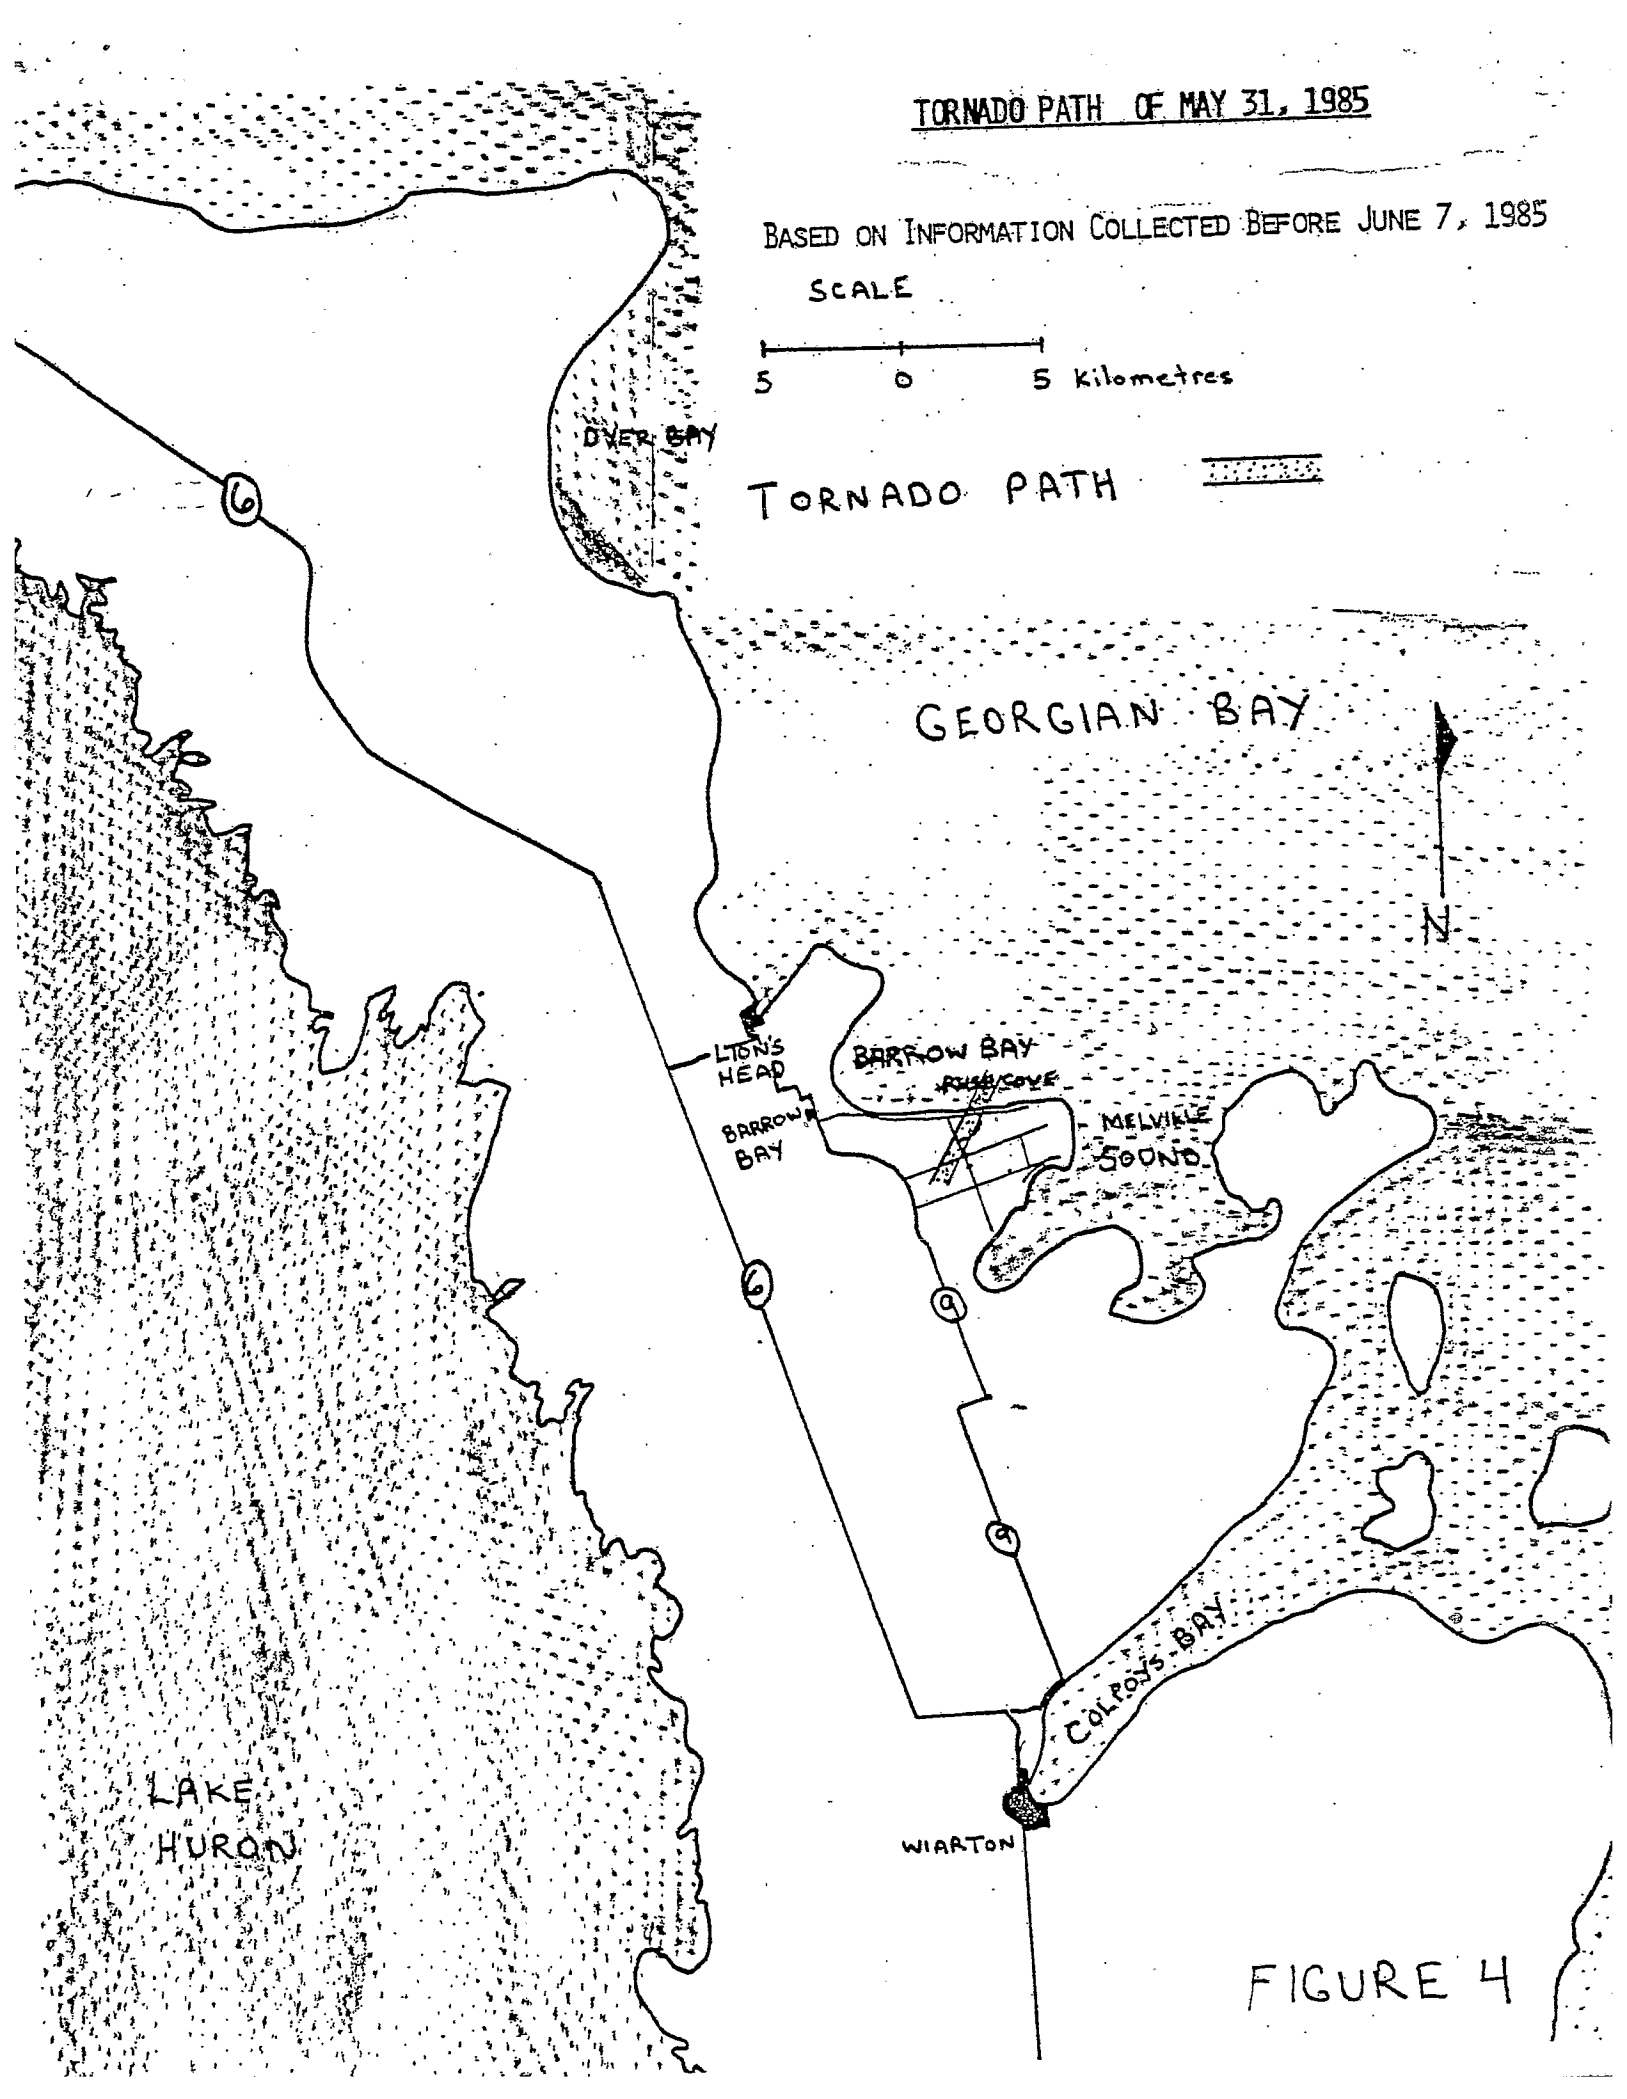 TORNADO PATH OF MAY 31, 1985
BASED ON INFORMATION COLLECTED BEFORE JUNE 7, 1985
SCALE
5 0 5 Kilometres
DYER BAY
6
TORNADO PATH
GEORGIAN BAY
N
LION'S
HEAD
BARROW BAY
RUSH COVE
BARROW
BAY
MELVILLE
SOUND
6
9
9
COLPOYS BAY
LAKE
HURON
WIARTON
FIGURE 4